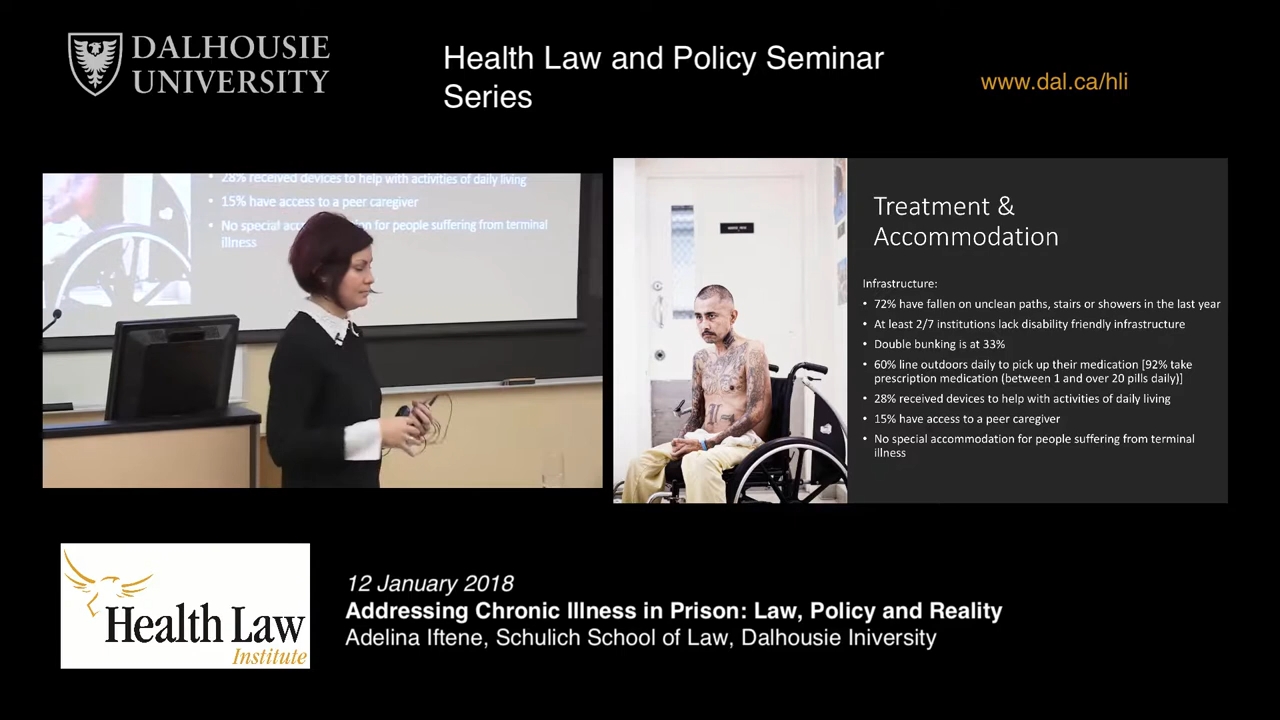 DALHOUSIE
UNIVERSITY
Health Law and Policy Seminar
Series
www.dal.ca/hli
28% received devices to help with activities of daily living
15% have access to a peer caregiver
No special for people suffering from terminal
illness
Treatment &
Accommodation
Infrastructure:
• 72% have fallen on unclean paths, stairs or showers in the last year
• At least 2/7 institutions lack disability friendly infrastructure
• Double bunking is at 33%
• 60% line outdoors daily to pick up their medication [92% take
prescription medication (between 1 and over 20 pills daily)]
• 28% received devices to help with activities of daily living
• 15% have access to a peer caregiver
• No special accommodation for people suffering from terminal
illness
Health Law
Institute
12 January 2018
Addressing Chronic Illness in Prison: Law, Policy and Reality
Adelina Iftene, Schulich School of Law, Dalhousie Iniversity